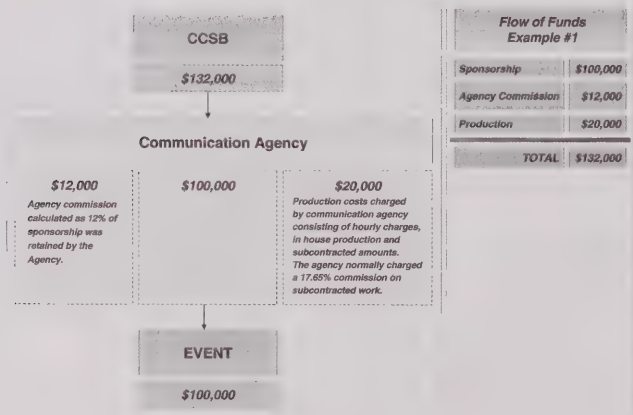 CCSB
$132,000
Communication Agency
$12,000
Agency commission
calculated as 12% of
sponsorship was
retained by the
Agency.
$100,000
$20,000
Production costs charged
by communication agency
consisting of hourly charges,
in house production and
subcontracted amounts.
The agency normally charged
a 17.65% commission on
subcontracted work.
EVENT
$100,000
Flow of Funds
Example #1
Sponsorship $100,000
Agency Commission $12,000
Production $20,000
TOTAL $132,000